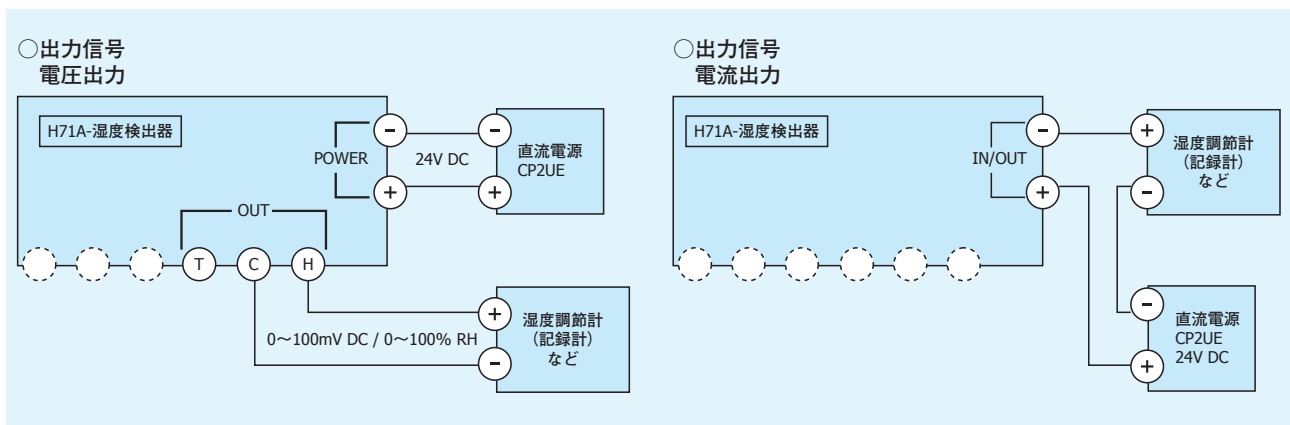 ○出力信号
電圧出力
H71A-湿度検出器
POWER
-
+
24V DC
-
+
直流電源
CP2UE
OUT
T
C
H
0～100mV DC / 0～100% RH
+
-
湿度調節計
（記録計）
など
○出力信号
電流出力
H71A-湿度検出器
IN/OUT
-
+
+
-
湿度調節計
（記録計）
など
-
+
直流電源
CP2UE
24V DC